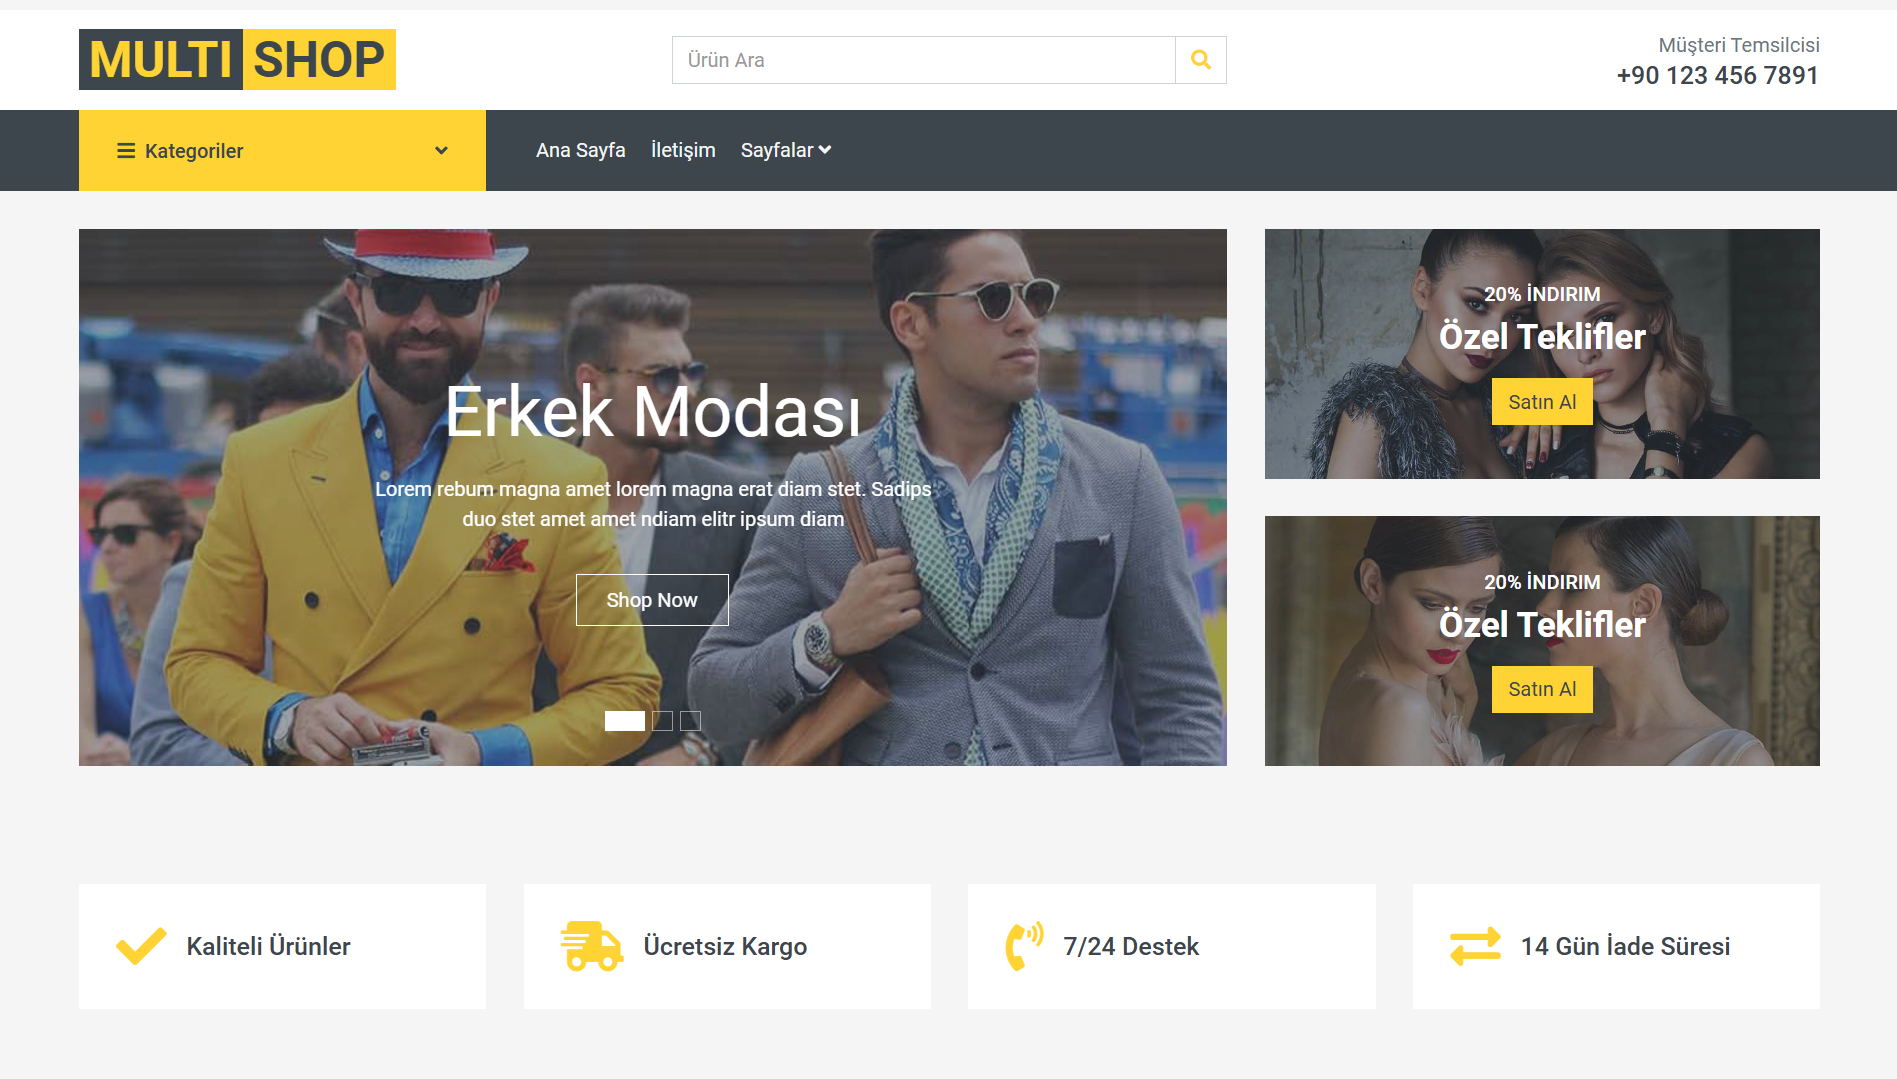 MULTI SHOP
Ürün Ara
Müşteri Temsilcisi
+90 123 456 7891
Kategoriler
Ana Sayfa İletişim Sayfalar
Erkek Modası
Lorem rebum magna amet lorem magna erat diam stet. Sadips
duo stet amet amet ndiam elitr ipsum diam
Shop Now
20% İNDIRIM
Özel Teklifler
Satın Al
20% İNDIRIM
Özel Teklifler
Satın Al
Kaliteli Ürünler
Ücretsiz Kargo
7/24 Destek
14 Gün İade Süresi